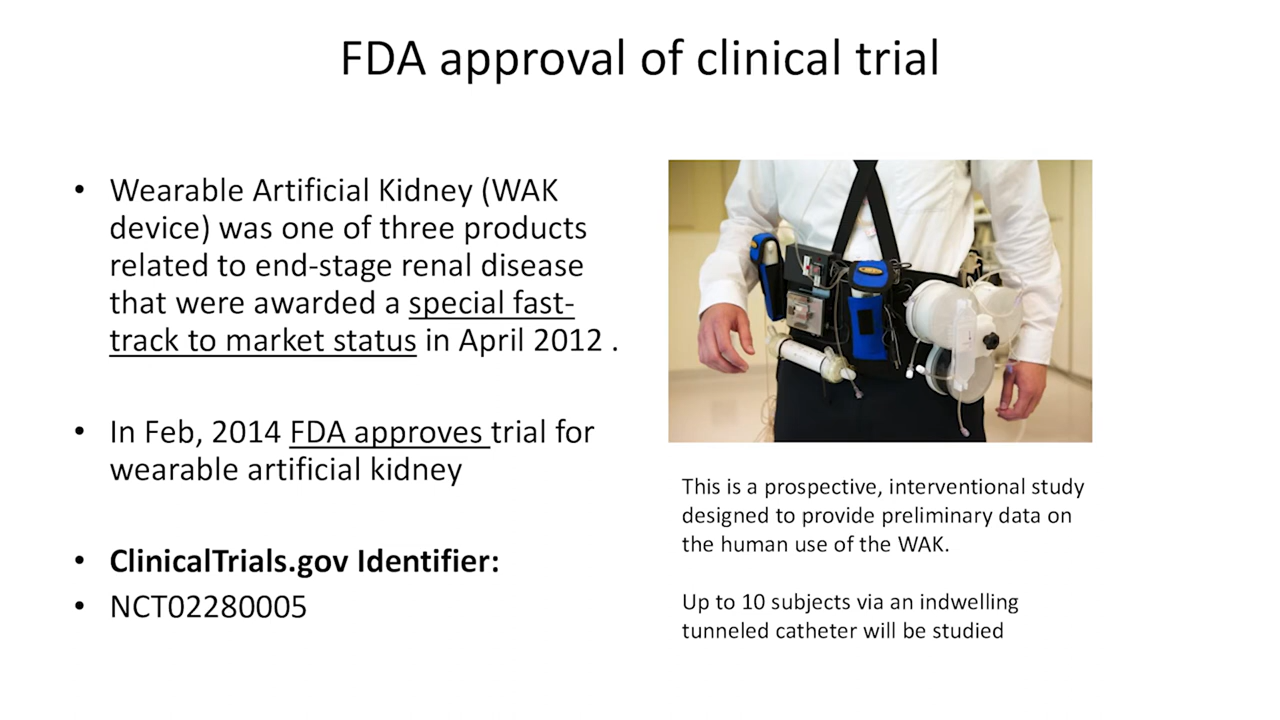 FDA approval of clinical trial
• Wearable Artificial Kidney (WAK
device) was one of three products
related to end-stage renal disease
that were awarded a special fast-
track to market status in April 2012 .
• In Feb, 2014 FDA approves trial for
wearable artificial kidney
• ClinicalTrials.gov Identifier:
• NCT02280005
This is a prospective, interventional study
designed to provide preliminary data on
the human use of the WAK.
Up to 10 subjects via an indwelling
tunneled catheter will be studied